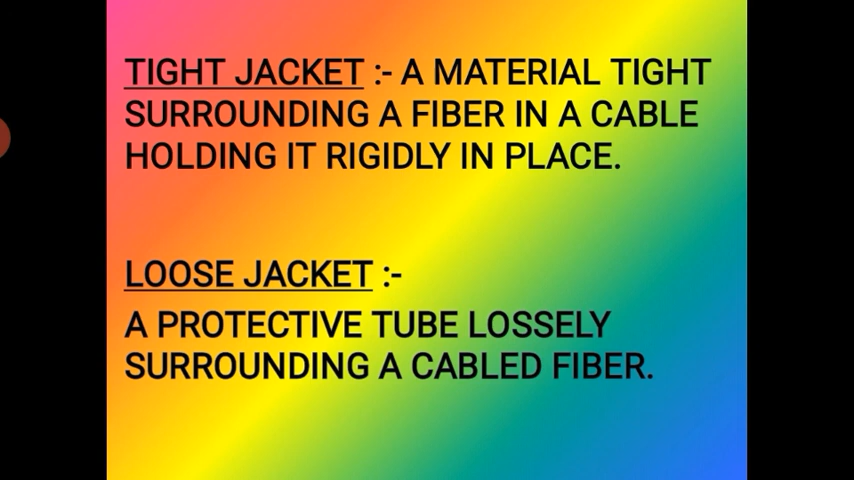 TIGHT JACKET :- A MATERIAL TIGHT
SURROUNDING A FIBER IN A CABLE
HOLDING IT RIGIDLY IN PLACE.
LOOSE JACKET :-
A PROTECTIVE TUBE LOSSELY
SURROUNDING A CABLED FIBER.